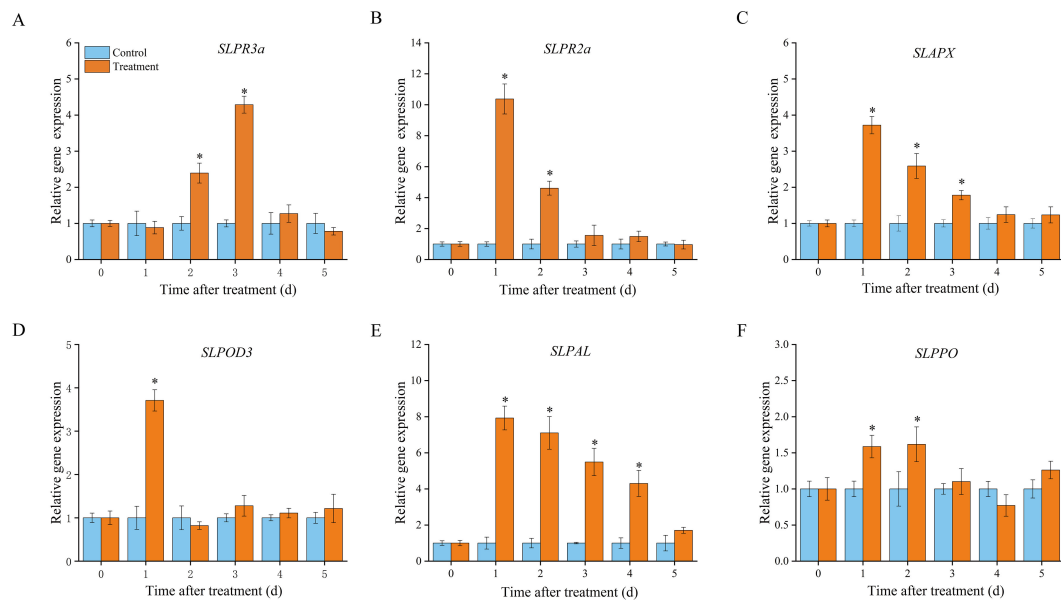 A
SLPR3a
Control
Treatment
Relative gene expression
6
5
4
3
2
1
0
*
*
0 1 2 3 4 5
Time after treatment (d)
B
SLPR2a
Relative gene expression
14
12
10
8
6
4
2
0
*
*
0 1 2 3 4 5
Time after treatment (d)
C
SLAPX
Relative gene expression
6
5
4
3
2
1
0
*
*
*
0 1 2 3 4 5
Time after treatment (d)
D
SLPOD3
Relative gene expression
5
4
3
2
1
0
*
0 1 2 3 4 5
Time after treatment (d)
E
SLPAL
Relative gene expression
12
10
8
6
4
2
0
*
*
*
*
0 1 2 3 4 5
Time after treatment (d)
F
SLPPO
Relative gene expression
3.0
2.5
2.0
1.5
1.0
0.5
0.0
*
*
0 1 2 3 4 5
Time after treatment (d)